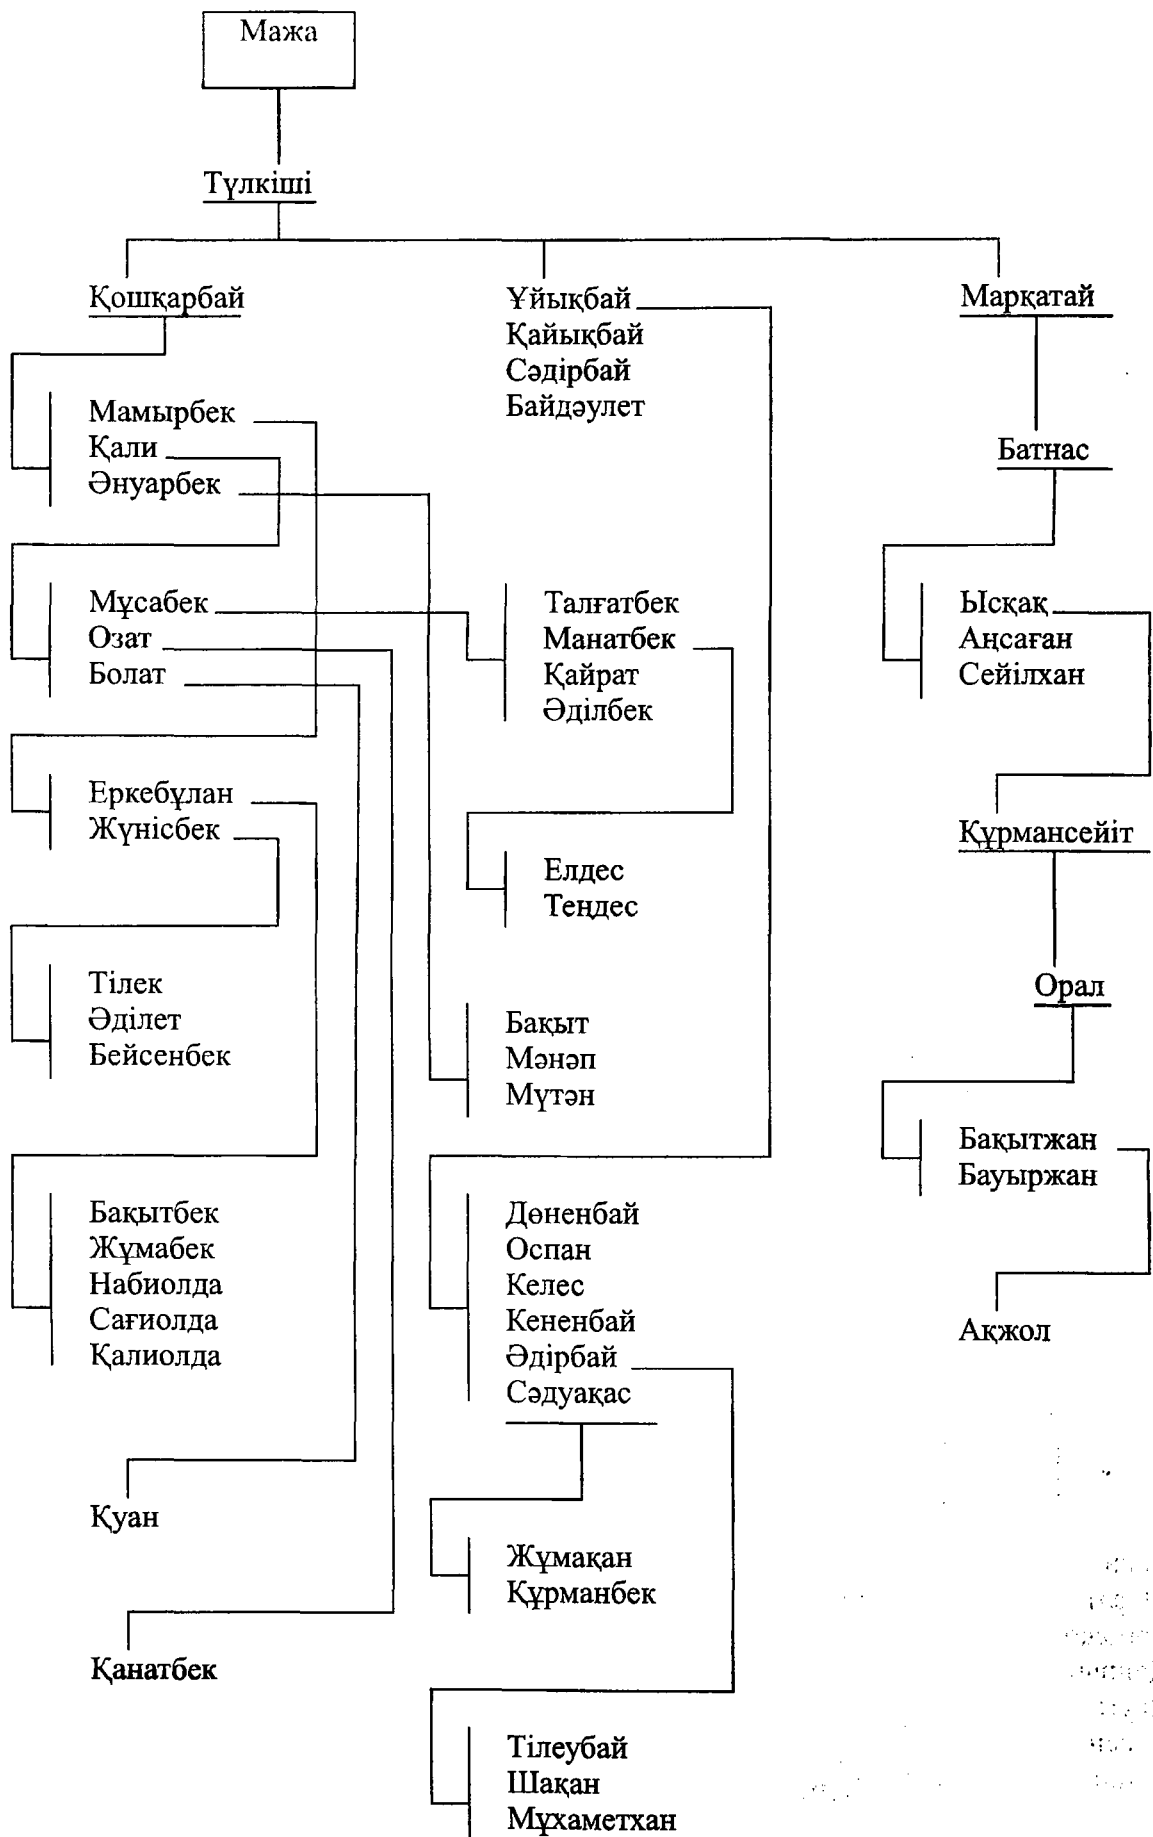 Мажа
Түлкіші
Қошқарбай
Ұйықбай
Қайықбай
Сәдірбай
Байдәулет
Марқатай
Мамырбек
Қали
Әнуарбек
Батнас
Мұсабек
Озат
Болат
Талғатбек
Манатбек
Қайрат
Әділбек
Ысқақ
Аңсаған
Сейілхан
Еркебұлан
Жүнісбек
Елдес
Теңдес
Құрмансейіт
Тілек
Әділет
Бейсенбек
Бақыт
Мәнәп
Мүтән
Орал
Бақытбек
Жұмабек
Набиолда
Сағиолда
Қалиолда
Дөненбай
Оспан
Келес
Кененбай
Әдірбай
Сәдуақас
Бақытжан
Бауыржан
Ақжол
Қуан
Жұмақан
Құрманбек
Қанатбек
Тілеубай
Шақан
Мұхаметхан